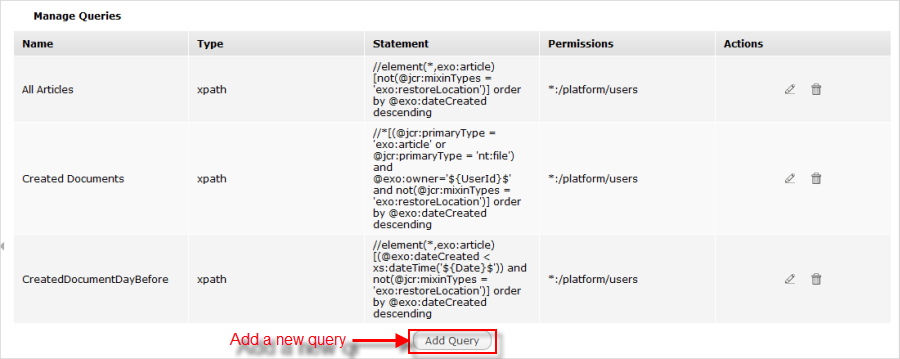 Manage Queries
Name Type Statement Permissions Actions
//element(*,exo:article)
[not(@jcr:mixinTypes =
All Articles xpath 'exo:restoreLocation')] order *:/platform/users
by @exo:dateCreated
descending
//*[(@jcr:primaryType =
'exo:article' or
@jcr:primaryType = 'nt:file')
and
Created Documents xpath @exo:owner='${UserId}$' *:/platform/users
and not(@jcr:mixinTypes =
'exo:restoreLocation')] order
by @exo:dateCreated
descending
//element(*,exo:article)
[(@exo:dateCreated <
xs:dateTime('${Date}$')) and
CreatedDocumentDayBefore xpath not(@jcr:mixinTypes = *:/platform/users
'exo:restoreLocation')] order
by @exo:dateCreated
descending
Add a new query Add Query